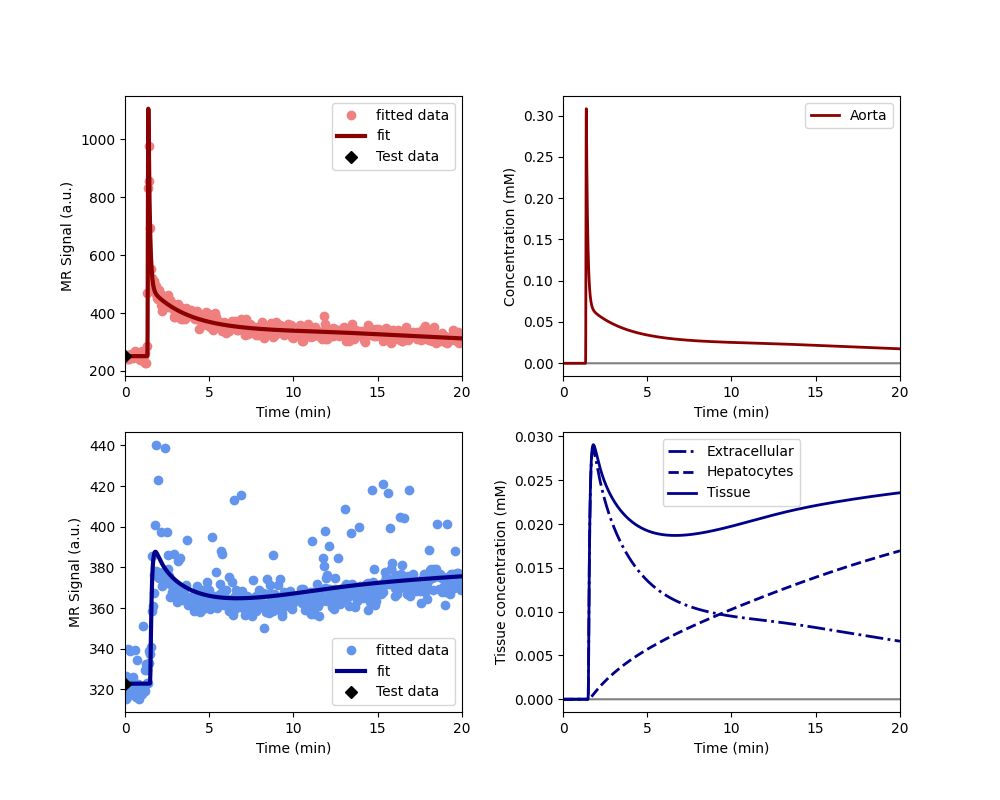 MR Signal (a.u.)
1000
800
600
400
200
fitted data
fit
Test data
0 5 10 15 20
Time (min)
Concentration (mM)
0.30
0.25
0.20
0.15
0.10
0.05
0.00
Aorta
0 5 10 15 20
Time (min)
MR Signal (a.u.)
440
420
400
380
360
340
320
fitted data
fit
Test data
0 5 10 15 20
Time (min)
Tissue concentration (mM)
0.030
0.025
0.020
0.015
0.010
0.005
0.000
Extracellular
Hepatocytes
Tissue
0 5 10 15 20
Time (min)